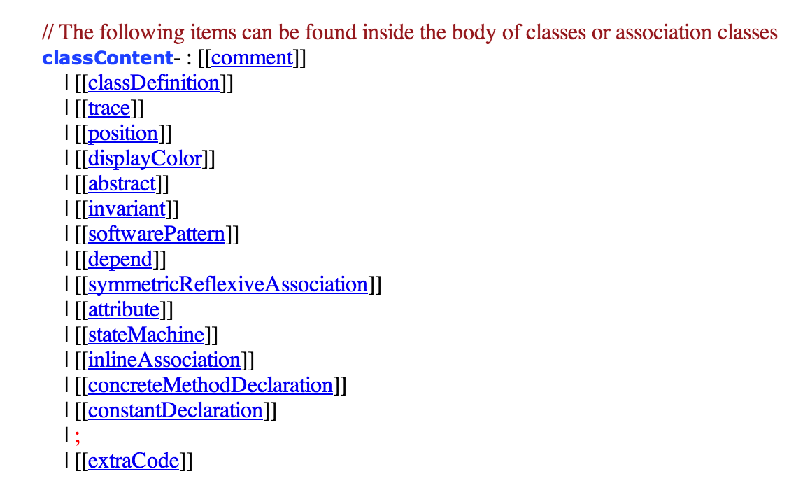 // The following items can be found inside the body of classes or association classes
classContent- : [[comment]]
| [[classDefinition]]
| [[trace]]
| [[position]]
| [[displayColor]]
| [[abstract]]
| [[invariant]]
| [[softwarePattern]]
| [[depend]]
| [[symmetricReflexiveAssociation]]
| [[attribute]]
| [[stateMachine]]
| [[inlineAssociation]]
| [[concreteMethodDeclaration]]
| [[constantDeclaration]]
| ;
| [[extraCode]]